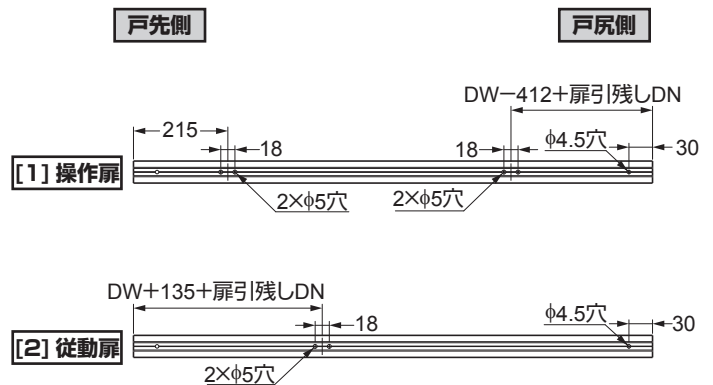 戸先側
戸尻側
DW−412+扉引残しDN
215
18
18
φ4.5穴
30
[1] 操作扉
2×φ5穴
2×φ5穴
DW+135+扉引残しDN
18
φ4.5穴
30
[2] 従動扉
2×φ5穴